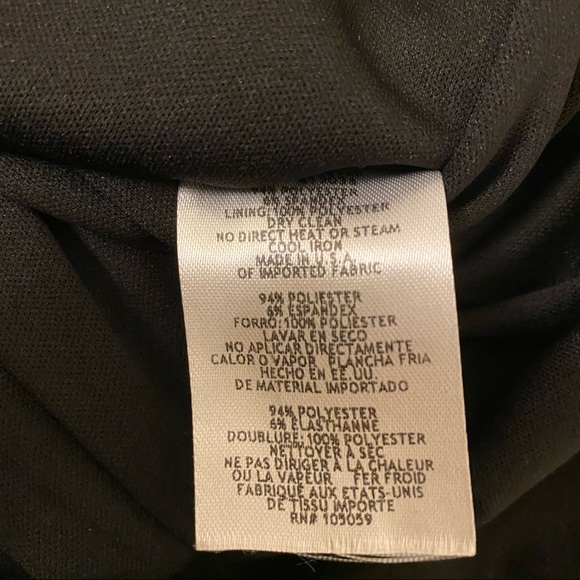 94% POLYESTER
6% SPANDEX
LINING: 100% POLYESTER
DRY CLEAN
NO DIRECT HEAT OR STEAM
COOL IRON
MADE IN U.S.A.
OF IMPORTED FABRIC
94% POLIESTER
6% ESPANDEX
FORRO: 100% POLIESTER
LAVAR EN SECO
NO APLICAR DIRECTAMENTE
CALOR O VAPOR PLANCHA FRIA
HECHO EN EE.UU.
DE MATERIAL IMPORTADO
94% POLYESTER
6% ELASTHANNE
DOUBLURE: 100% POLYESTER
NETTOYER A SEC
NE PAS DIRIGER A LA CHALEUR
OU LA VAPEUR FER FROID
FABRIQUE AUX ETATS-UNIS
DE TISSU IMPORTE
RN# 105059